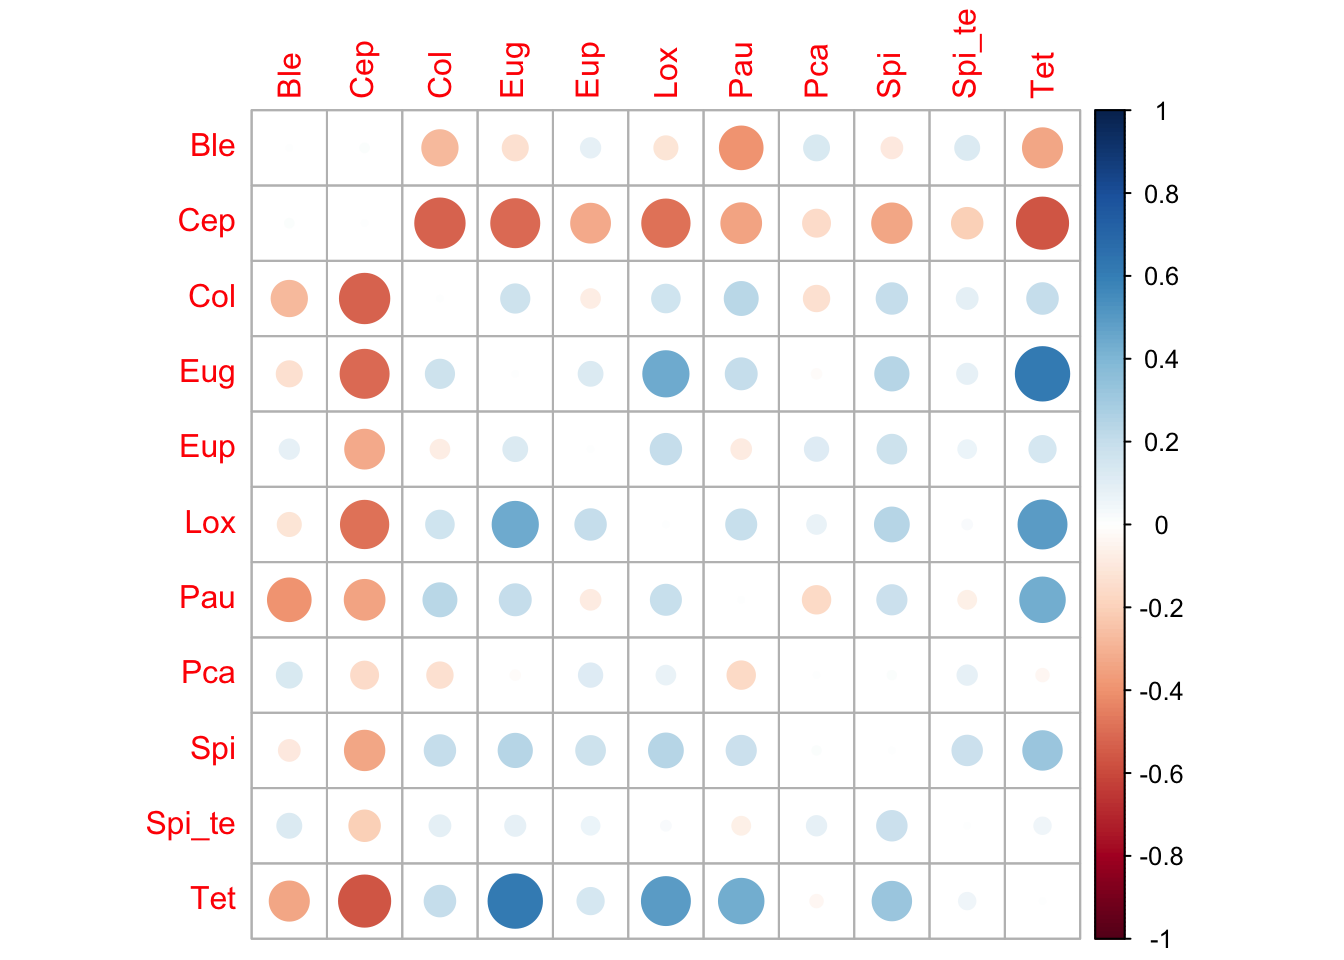 Ble Cep Col Eug Eup Lox Pau Pca Spi Spi_te Tet
Ble
Cep
Col
Eug
Eup
Lox
Pau
Pca
Spi
Spi_te
Tet
1
0.8
0.6
0.4
0.2
0
-0.2
-0.4
-0.6
-0.8
-1